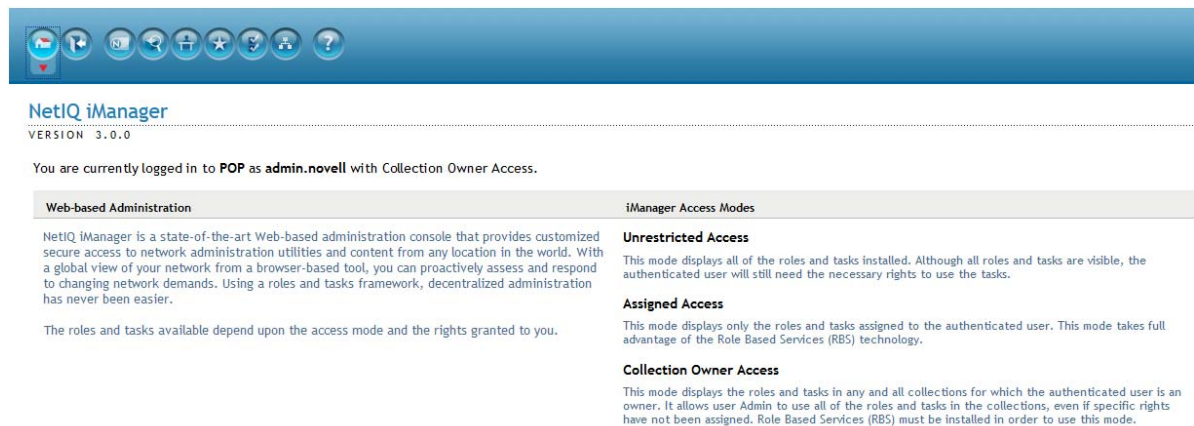 NetIQ iManager
VERSION 3.0.0
You are currently logged in to POP as admin.novell with Collection Owner Access.
Web-based Administration
NetIQ iManager is a state-of-the-art Web-based administration console that provides customized
secure access to network administration utilities and content from any location in the world. With
a global view of your network from a browser-based tool, you can proactively assess and respond
to changing network demands. Using a roles and tasks framework, decentralized administration
has never been easier.
The roles and tasks available depend upon the access mode and the rights granted to you.
iManager Access Modes
Unrestricted Access
This mode displays all of the roles and tasks installed. Although all roles and tasks are visible, the
authenticated user will still need the necessary rights to use the tasks.
Assigned Access
This mode displays only the roles and tasks assigned to the authenticated user. This mode takes full
advantage of the Role Based Services (RBS) technology.
Collection Owner Access
This mode displays the roles and tasks in any and all collections for which the authenticated user is an
owner. It allows user Admin to use all of the roles and tasks in the collections, even if specific rights
have not been assigned. Role Based Services (RBS) must be installed in order to use this mode.